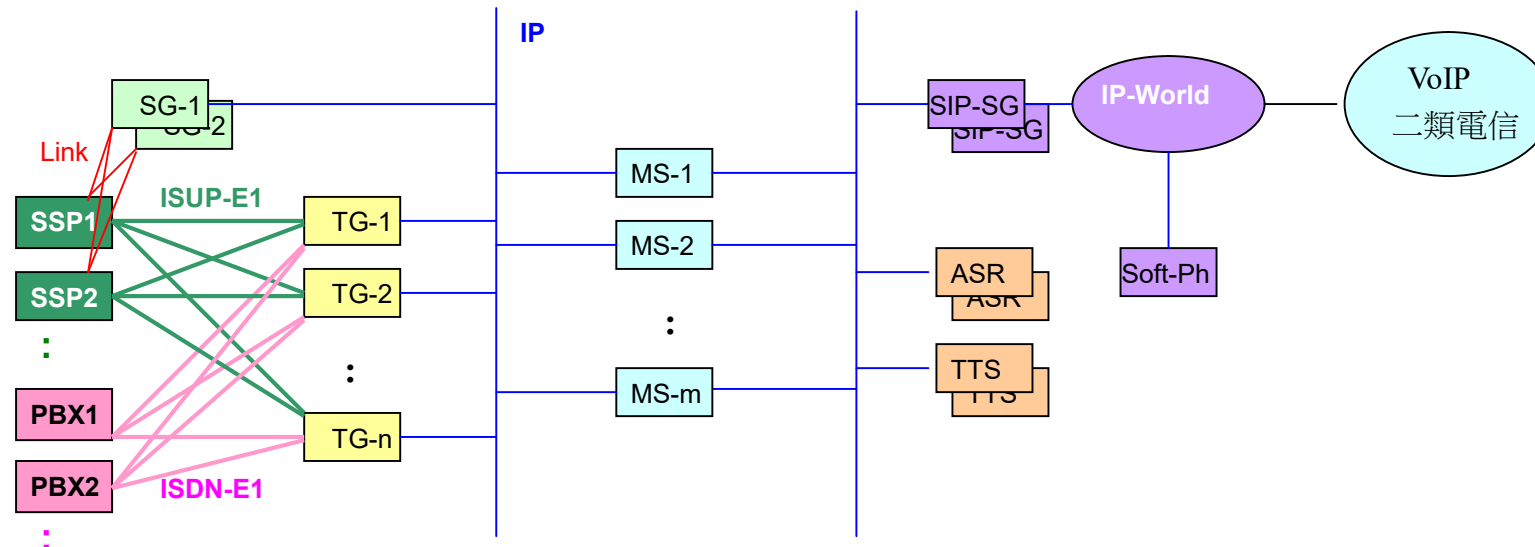 IP
SG-1
SG-2
Link
SSP1
ISUP-E1
SSP2
:
PBX1
PBX2
ISDN-E1
:
TG-1
TG-2
:
TG-n
MS-1
MS-2
:
MS-m
SIP-SG
SIP-SG
IP-World
VoIP
二類電信
Soft-Ph
ASR
ASR
TTS
TTS